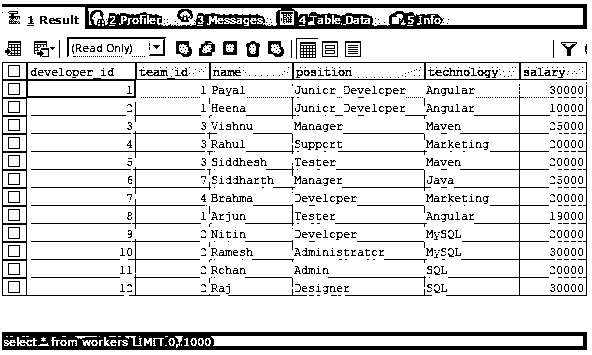 1 Result 2 Profiler 3 Messages 4 Table Data 5 Info
(Read Only)
developer_id team_id name position technology salary
1 1 Payal Junior Developer Angular 30000
2 1 Heena Junior Developer Angular 10000
3 3 Vishnu Manager Maven 25000
4 3 Rahul Support Marketing 20000
5 3 Siddhesh Tester Maven 20000
6 7 Siddharth Manager Java 25000
7 4 Brahma Developer Marketing 20000
8 1 Arjun Tester Angular 19000
9 2 Nitin Developer MySQL 20000
10 2 Ramesh Administrator MySQL 30000
11 2 Rohan Admin SQL 20000
12 2 Raj Designer SQL 30000
select * from workers LIMIT 0, 1000